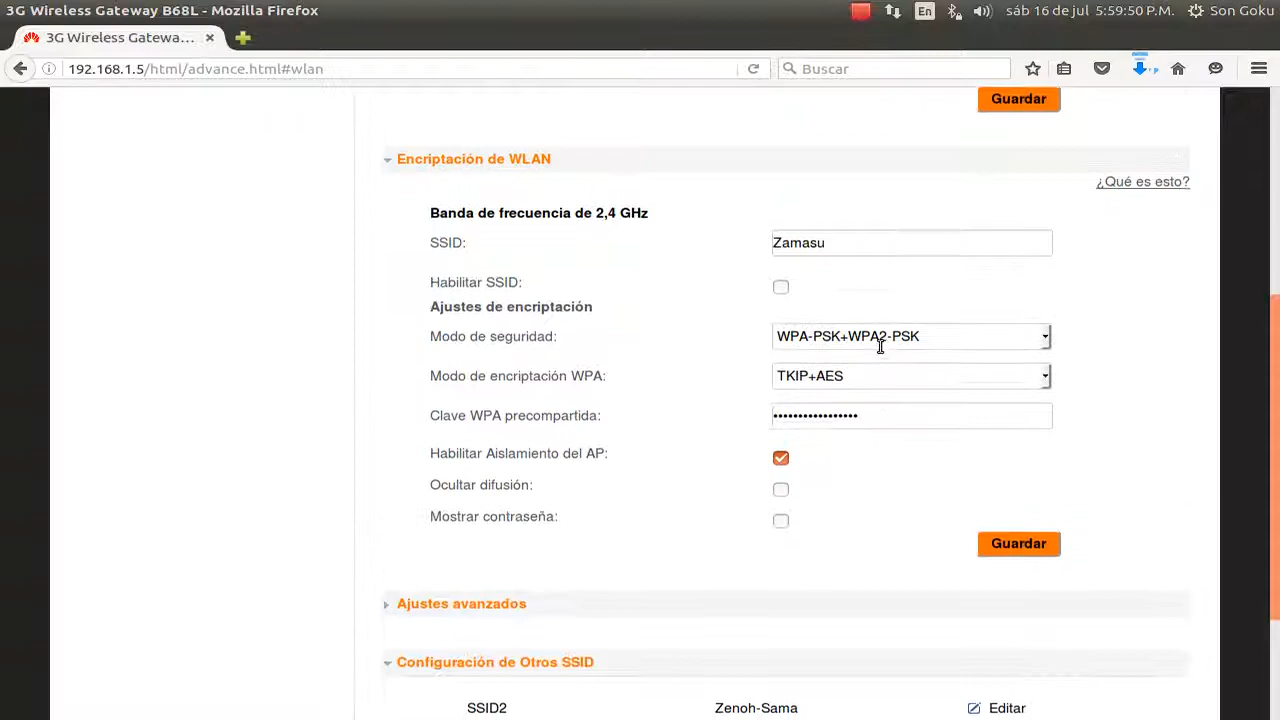 3G Wireless Gateway B68L - Mozilla Firefox
En
sáb 16 de jul 5:59:50 P.M.
Son Goku
3G Wireless Gatewa...
192.168.1.5/html/advance.html#wlan
Buscar
Guardar
Encriptación de WLAN
¿Qué es esto?
Banda de frecuencia de 2,4 GHz
SSID:
Zamasu
Habilitar SSID:
Ajustes de encriptación
Modo de seguridad:
WPA-PSK+WPA2-PSK
Modo de encriptación WPA:
TKIP+AES
Clave WPA precompartida:
•••••••••••••••••
Habilitar Aislamiento del AP:
Ocultar difusión:
Mostrar contraseña:
Guardar
Ajustes avanzados
Configuración de Otros SSID
SSID2
Zenoh-Sama
Editar